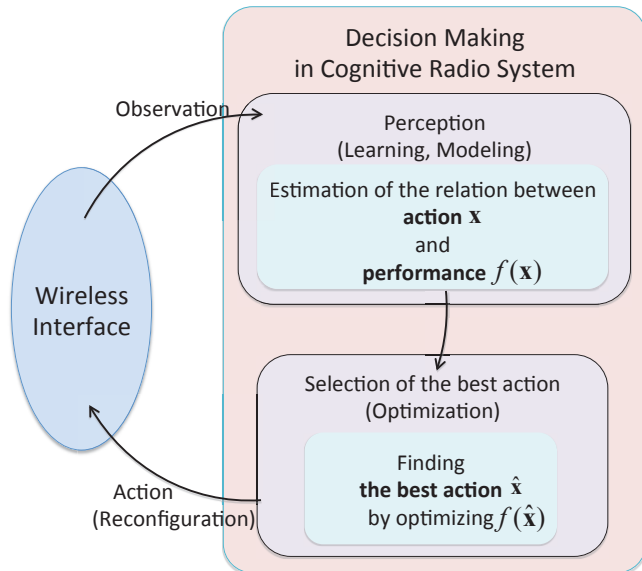 Decision Making
in Cognitive Radio System
Observation
Perception
(Learning, Modeling)
Estimation of the relation between
action x
and
performance f(x)
Wireless
Interface
Selection of the best action
(Optimization)
Finding
the best action x̂
by optimizing f(x̂)
Action
(Reconfiguration)